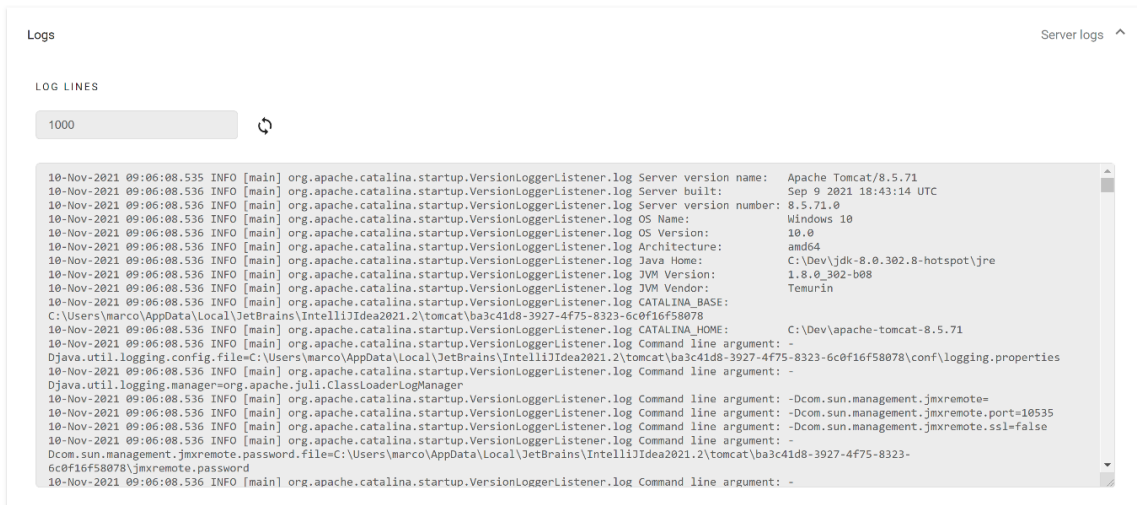 Logs
Server logs
LOG LINES
1000
10-Nov-2021 09:06:08.535 INFO [main] org.apache.catalina.startup.VersionLoggerListener.log Server version name:   Apache Tomcat/8.5.71
10-Nov-2021 09:06:08.536 INFO [main] org.apache.catalina.startup.VersionLoggerListener.log Server built:          Sep 9 2021 18:43:14 UTC
10-Nov-2021 09:06:08.536 INFO [main] org.apache.catalina.startup.VersionLoggerListener.log Server version number: 8.5.71.0
10-Nov-2021 09:06:08.536 INFO [main] org.apache.catalina.startup.VersionLoggerListener.log OS Name:               Windows 10
10-Nov-2021 09:06:08.536 INFO [main] org.apache.catalina.startup.VersionLoggerListener.log OS Version:            10.0
10-Nov-2021 09:06:08.536 INFO [main] org.apache.catalina.startup.VersionLoggerListener.log Architecture:          amd64
10-Nov-2021 09:06:08.536 INFO [main] org.apache.catalina.startup.VersionLoggerListener.log Java Home:             C:\Dev\jdk-8.0.302.8-hotspot\jre
10-Nov-2021 09:06:08.536 INFO [main] org.apache.catalina.startup.VersionLoggerListener.log JVM Version:           1.8.0_302-b08
10-Nov-2021 09:06:08.536 INFO [main] org.apache.catalina.startup.VersionLoggerListener.log JVM Vendor:            Temurin
10-Nov-2021 09:06:08.536 INFO [main] org.apache.catalina.startup.VersionLoggerListener.log CATALINA_BASE:
C:\Users\marco\AppData\Local\JetBrains\IntelliJIdea2021.2\tomcat\ba3c41d8-3927-4f75-8323-6c0f16f58078
10-Nov-2021 09:06:08.536 INFO [main] org.apache.catalina.startup.VersionLoggerListener.log CATALINA_HOME:         C:\Dev\apache-tomcat-8.5.71
10-Nov-2021 09:06:08.536 INFO [main] org.apache.catalina.startup.VersionLoggerListener.log Command line argument: -
Djava.util.logging.config.file=C:\Users\marco\AppData\Local\JetBrains\IntelliJIdea2021.2\tomcat\ba3c41d8-3927-4f75-8323-6c0f16f58078\conf\logging.properties
10-Nov-2021 09:06:08.536 INFO [main] org.apache.catalina.startup.VersionLoggerListener.log Command line argument: -
Djava.util.logging.manager=org.apache.juli.ClassLoaderLogManager
10-Nov-2021 09:06:08.536 INFO [main] org.apache.catalina.startup.VersionLoggerListener.log Command line argument: -Dcom.sun.management.jmxremote=
10-Nov-2021 09:06:08.536 INFO [main] org.apache.catalina.startup.VersionLoggerListener.log Command line argument: -Dcom.sun.management.jmxremote.port=10535
10-Nov-2021 09:06:08.536 INFO [main] org.apache.catalina.startup.VersionLoggerListener.log Command line argument: -Dcom.sun.management.jmxremote.ssl=false
10-Nov-2021 09:06:08.536 INFO [main] org.apache.catalina.startup.VersionLoggerListener.log Command line argument: -
Dcom.sun.management.jmxremote.password.file=C:\Users\marco\AppData\Local\JetBrains\IntelliJIdea2021.2\tomcat\ba3c41d8-3927-4f75-8323-
6c0f16f58078\jmxremote.password
10-Nov-2021 09:06:08.536 INFO [main] org.apache.catalina.startup.VersionLoggerListener.log Command line argument: -